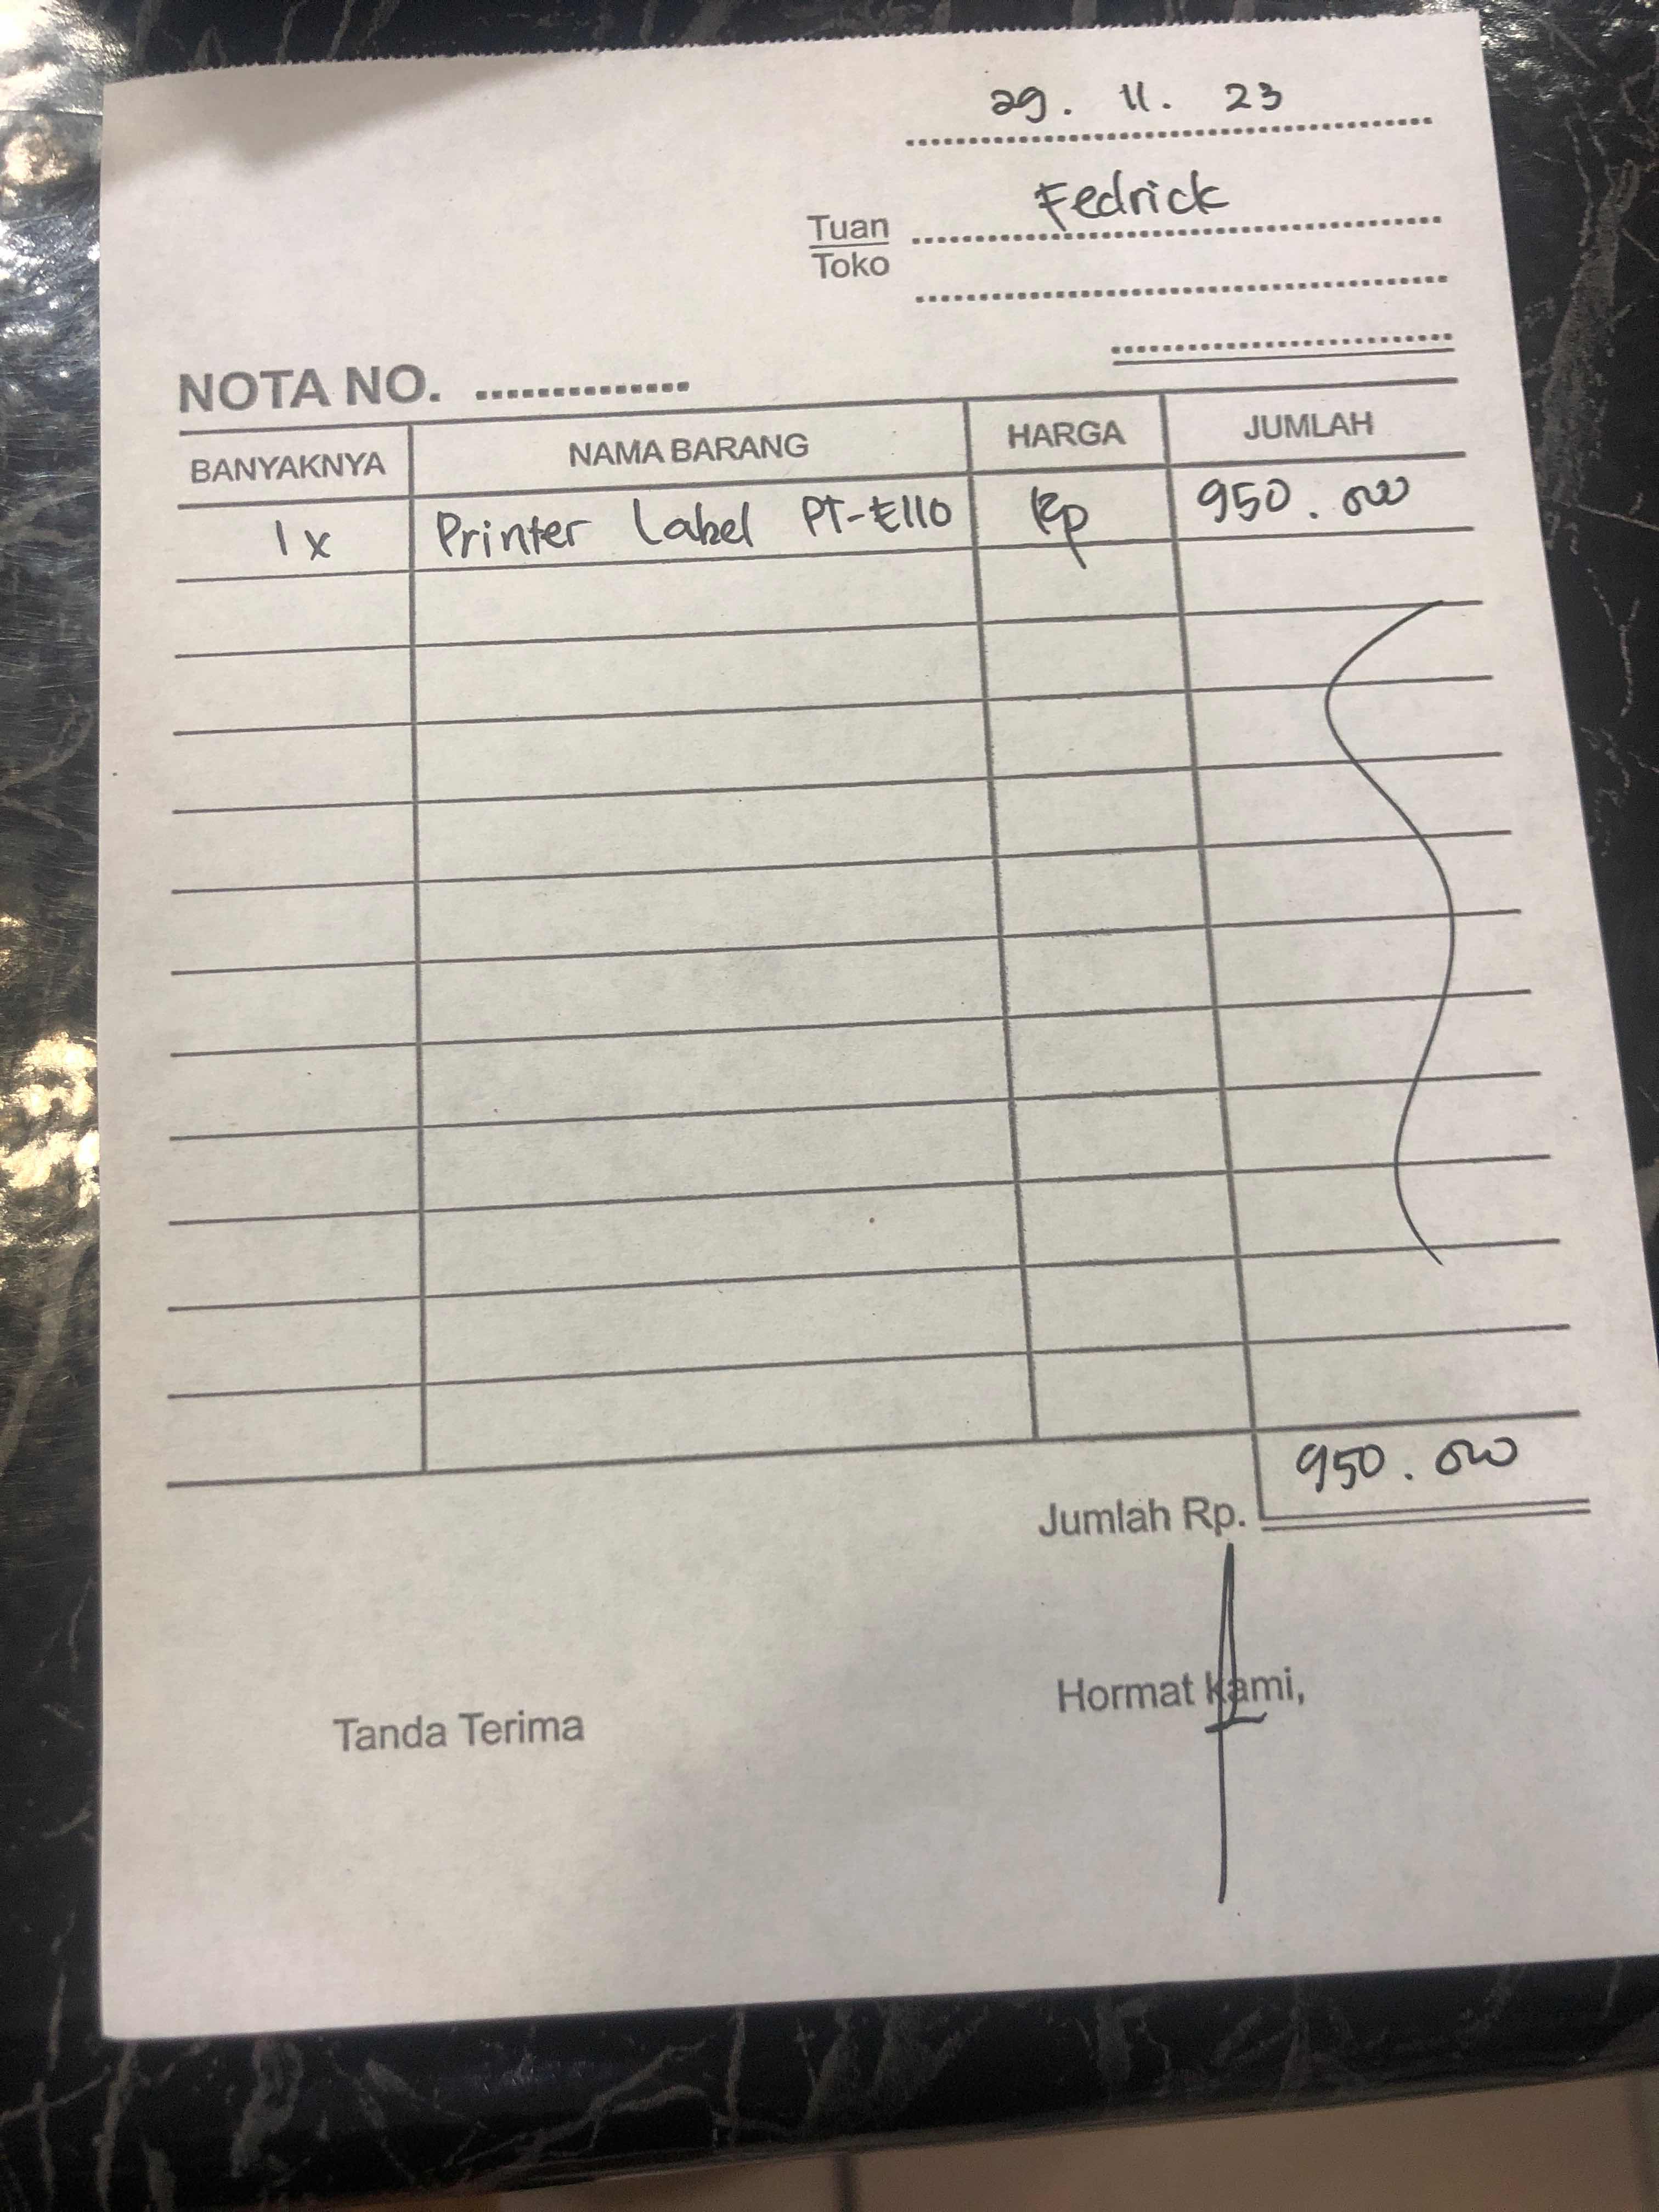 29. 11. 23
Tuan Fedrick
Toko
NOTA NO.
BANYAKNYA NAMA BARANG HARGA JUMLAH
1x Printer Label PT-E110 Rp 950.000
950.000
Jumlah Rp.
Tanda Terima Hormat kami,